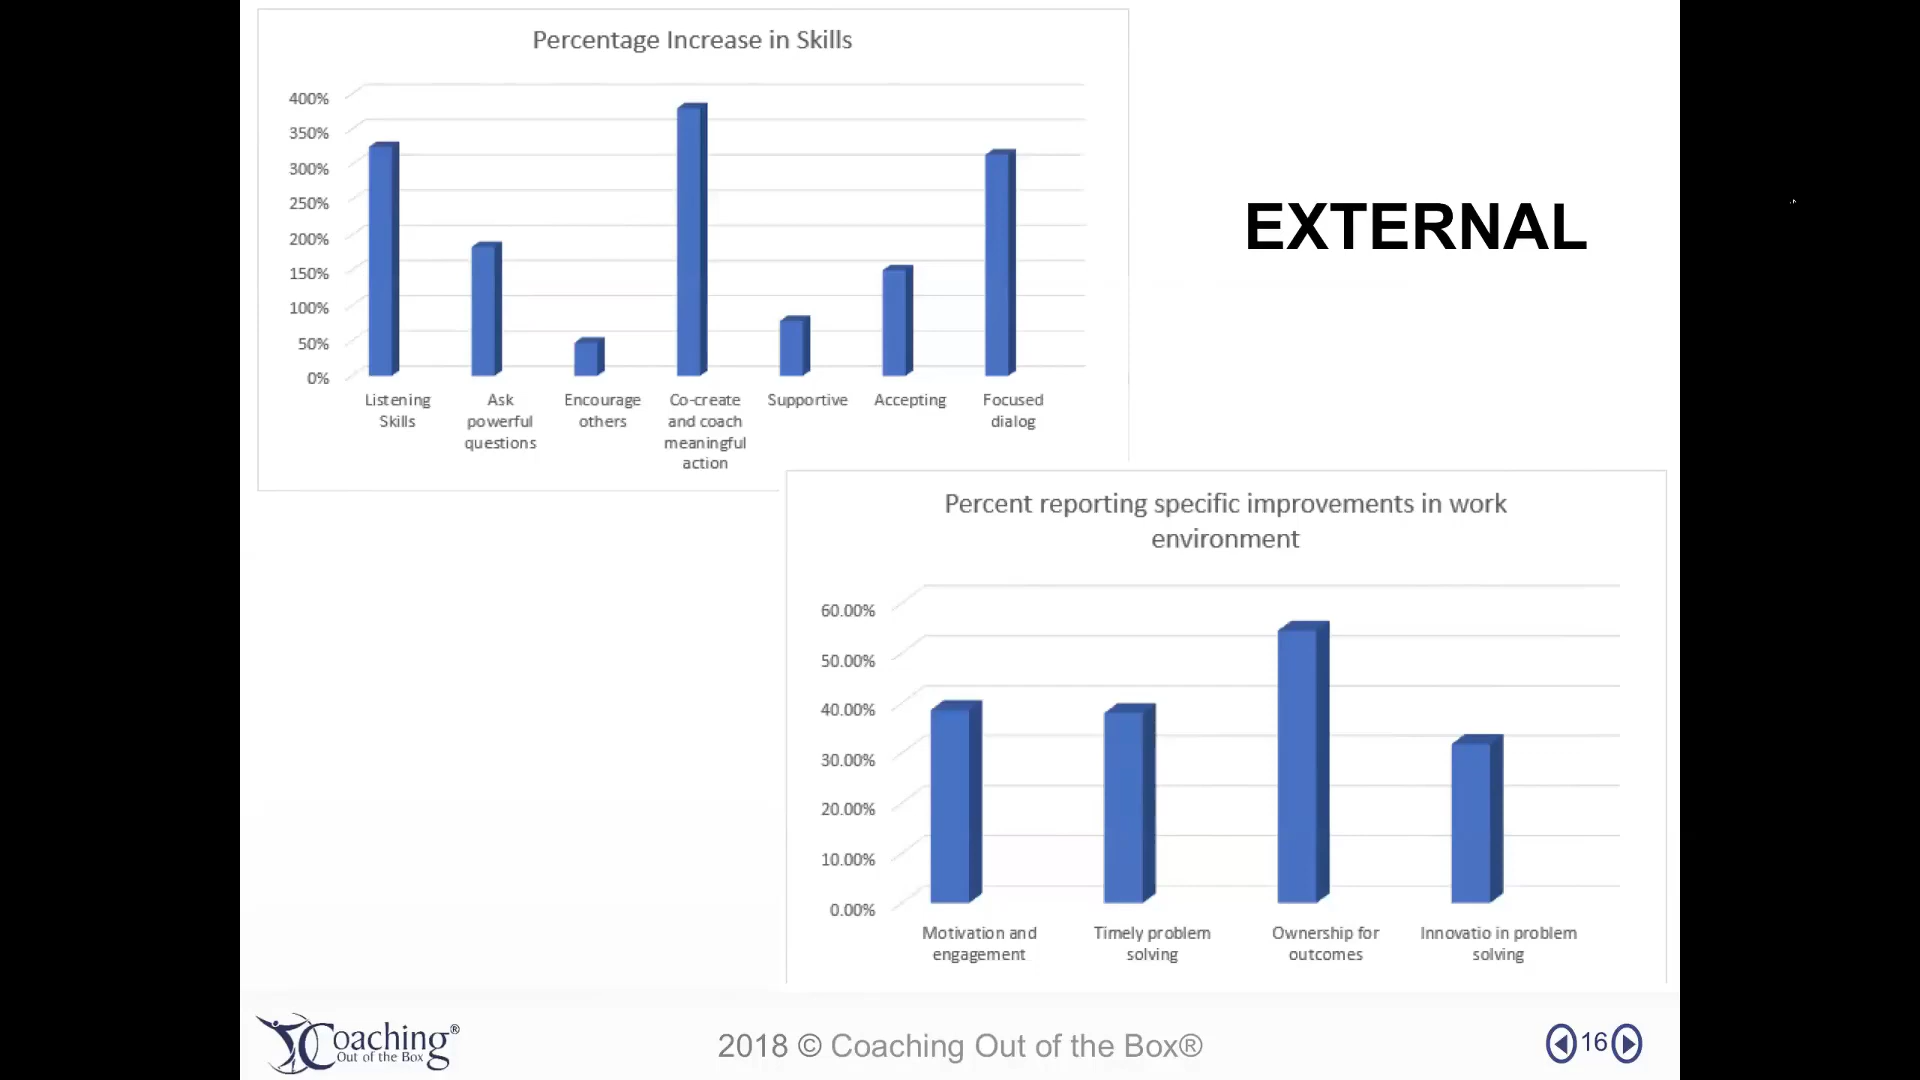 Percentage Increase in Skills
400%
350%
300%
250%
200%
150%
100%
50%
0%
Listening
Skills
Ask
powerful
questions
Encourage
others
Co-create
and coach
meaningful
action
Supportive
Accepting
Focused
dialog
EXTERNAL
Percent reporting specific improvements in work
environment
60.00%
50.00%
40.00%
30.00%
20.00%
10.00%
0.00%
Motivation and
engagement
Timely problem
solving
Ownership for
outcomes
Innovatio in problem
solving
Coaching®
Out of the Box
2018 © Coaching Out of the Box®
16